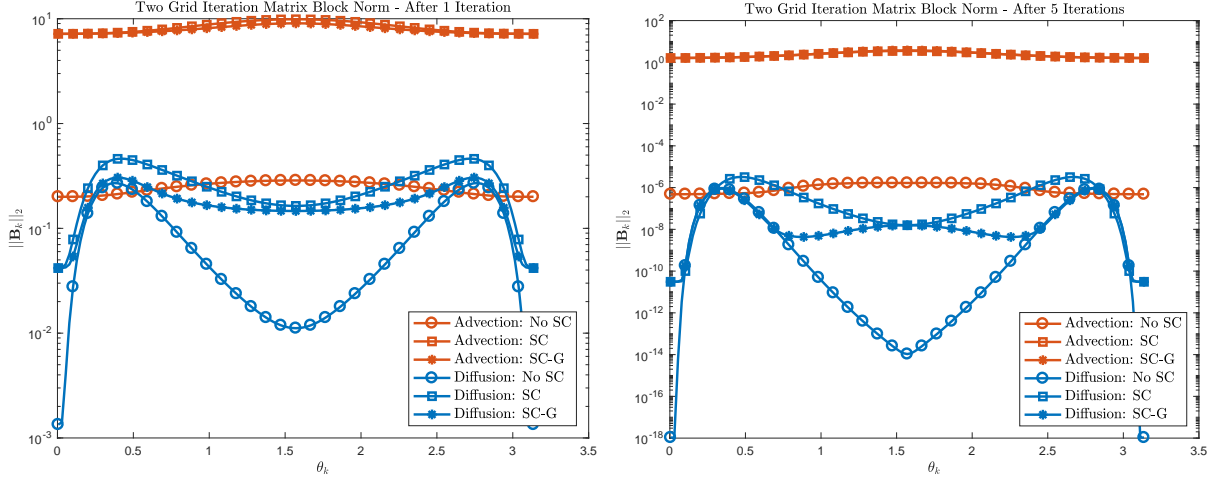 Two Grid Iteration Matrix Block Norm - After 1 Iteration
10^1
10^0
10^-1
10^-2
10^-3
||B_k||_2
0
0.5
1
1.5
2
2.5
3
3.5
θ_k
Advection: No SC
Advection: SC
Advection: SC-G
Diffusion: No SC
Diffusion: SC
Diffusion: SC-G
Two Grid Iteration Matrix Block Norm - After 5 Iterations
10^2
10^0
10^-2
10^-4
10^-6
10^-8
10^-10
10^-12
10^-14
10^-16
10^-18
||B_k||_2
0
0.5
1
1.5
2
2.5
3
3.5
θ_k
Advection: No SC
Advection: SC
Advection: SC-G
Diffusion: No SC
Diffusion: SC
Diffusion: SC-G